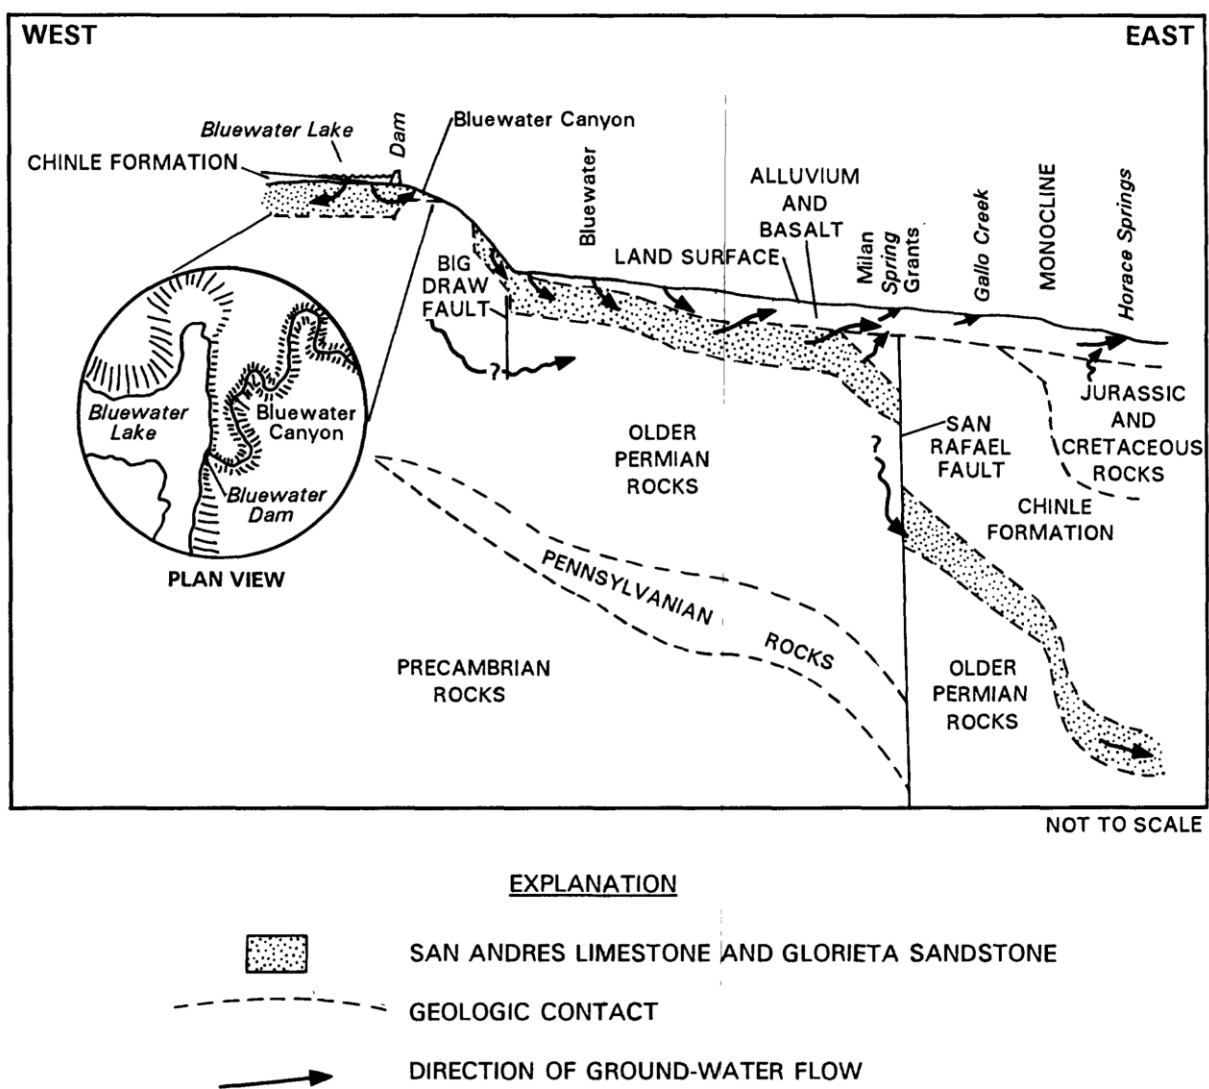 WEST
EAST
Bluewater Lake
Dam
Bluewater Canyon
CHINLE FORMATION
Bluewater
ALLUVIUM
AND
BASALT
LAND SURFACE
Milan
Spring
Grants
Gallo Creek
MONOCLINE
Horace Springs
BIG
DRAW
FAULT
?
Bluewater
Lake
Bluewater
Canyon
Bluewater
Dam
PLAN VIEW
OLDER
PERMIAN
ROCKS
?
SAN
RAFAEL
FAULT
JURASSIC
AND
CRETACEOUS
ROCKS
CHINLE
FORMATION
PENNSYLVANIAN
ROCKS
PRECAMBRIAN
ROCKS
OLDER
PERMIAN
ROCKS
NOT TO SCALE
EXPLANATION
SAN ANDRES LIMESTONE AND GLORIETA SANDSTONE
GEOLOGIC CONTACT
DIRECTION OF GROUND-WATER FLOW